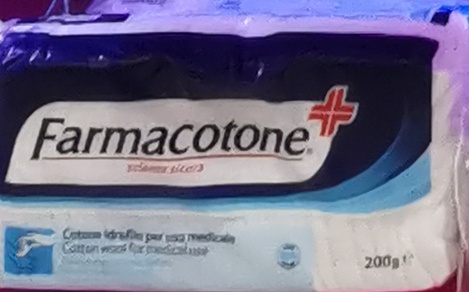 Farmacotone®
Cotone idrofilo per uso medicale
Cotton wool for medical use
200g e